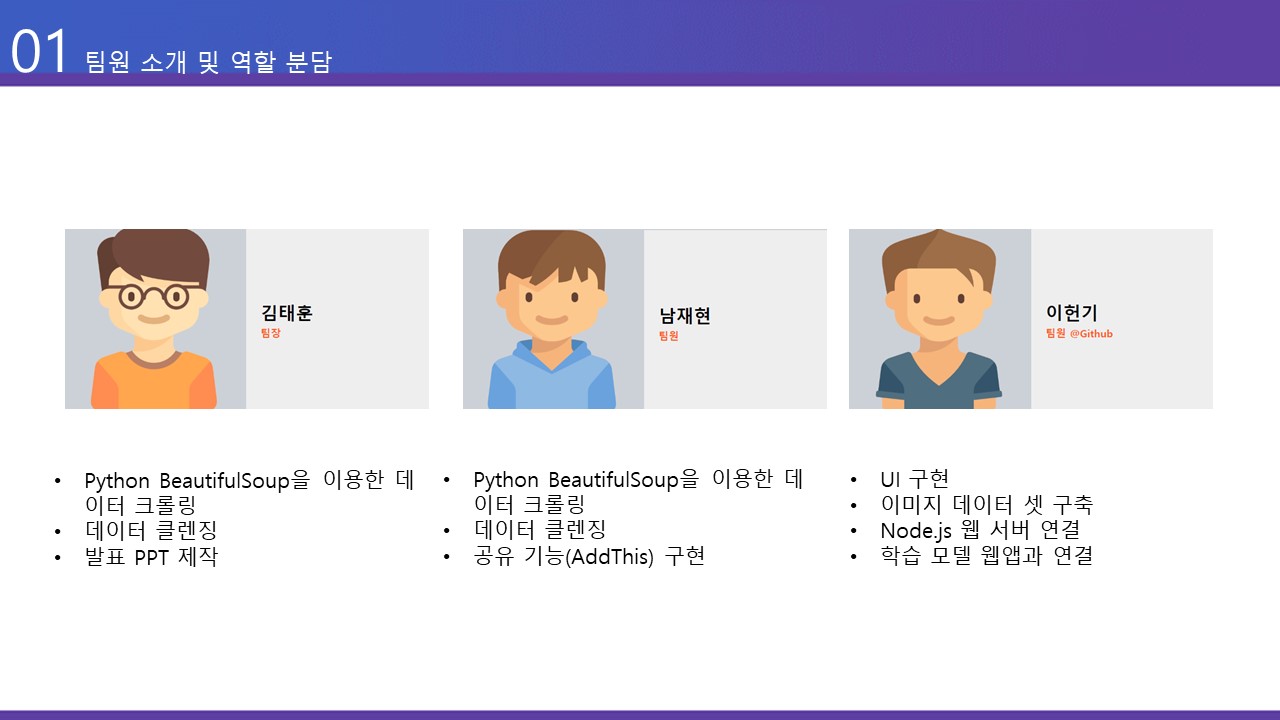 01 팀원 소개 및 역할 분담
김태훈
팀장
남재현
팀원
이헌기
팀원 @Github
• Python BeautifulSoup을 이용한 데
이터 크롤링
• 데이터 클렌징
• 발표 PPT 제작
• Python BeautifulSoup을 이용한 데
이터 크롤링
• 데이터 클렌징
• 공유 기능(AddThis) 구현
• UI 구현
• 이미지 데이터 셋 구축
• Node.js 웹 서버 연결
• 학습 모델 웹앱과 연결